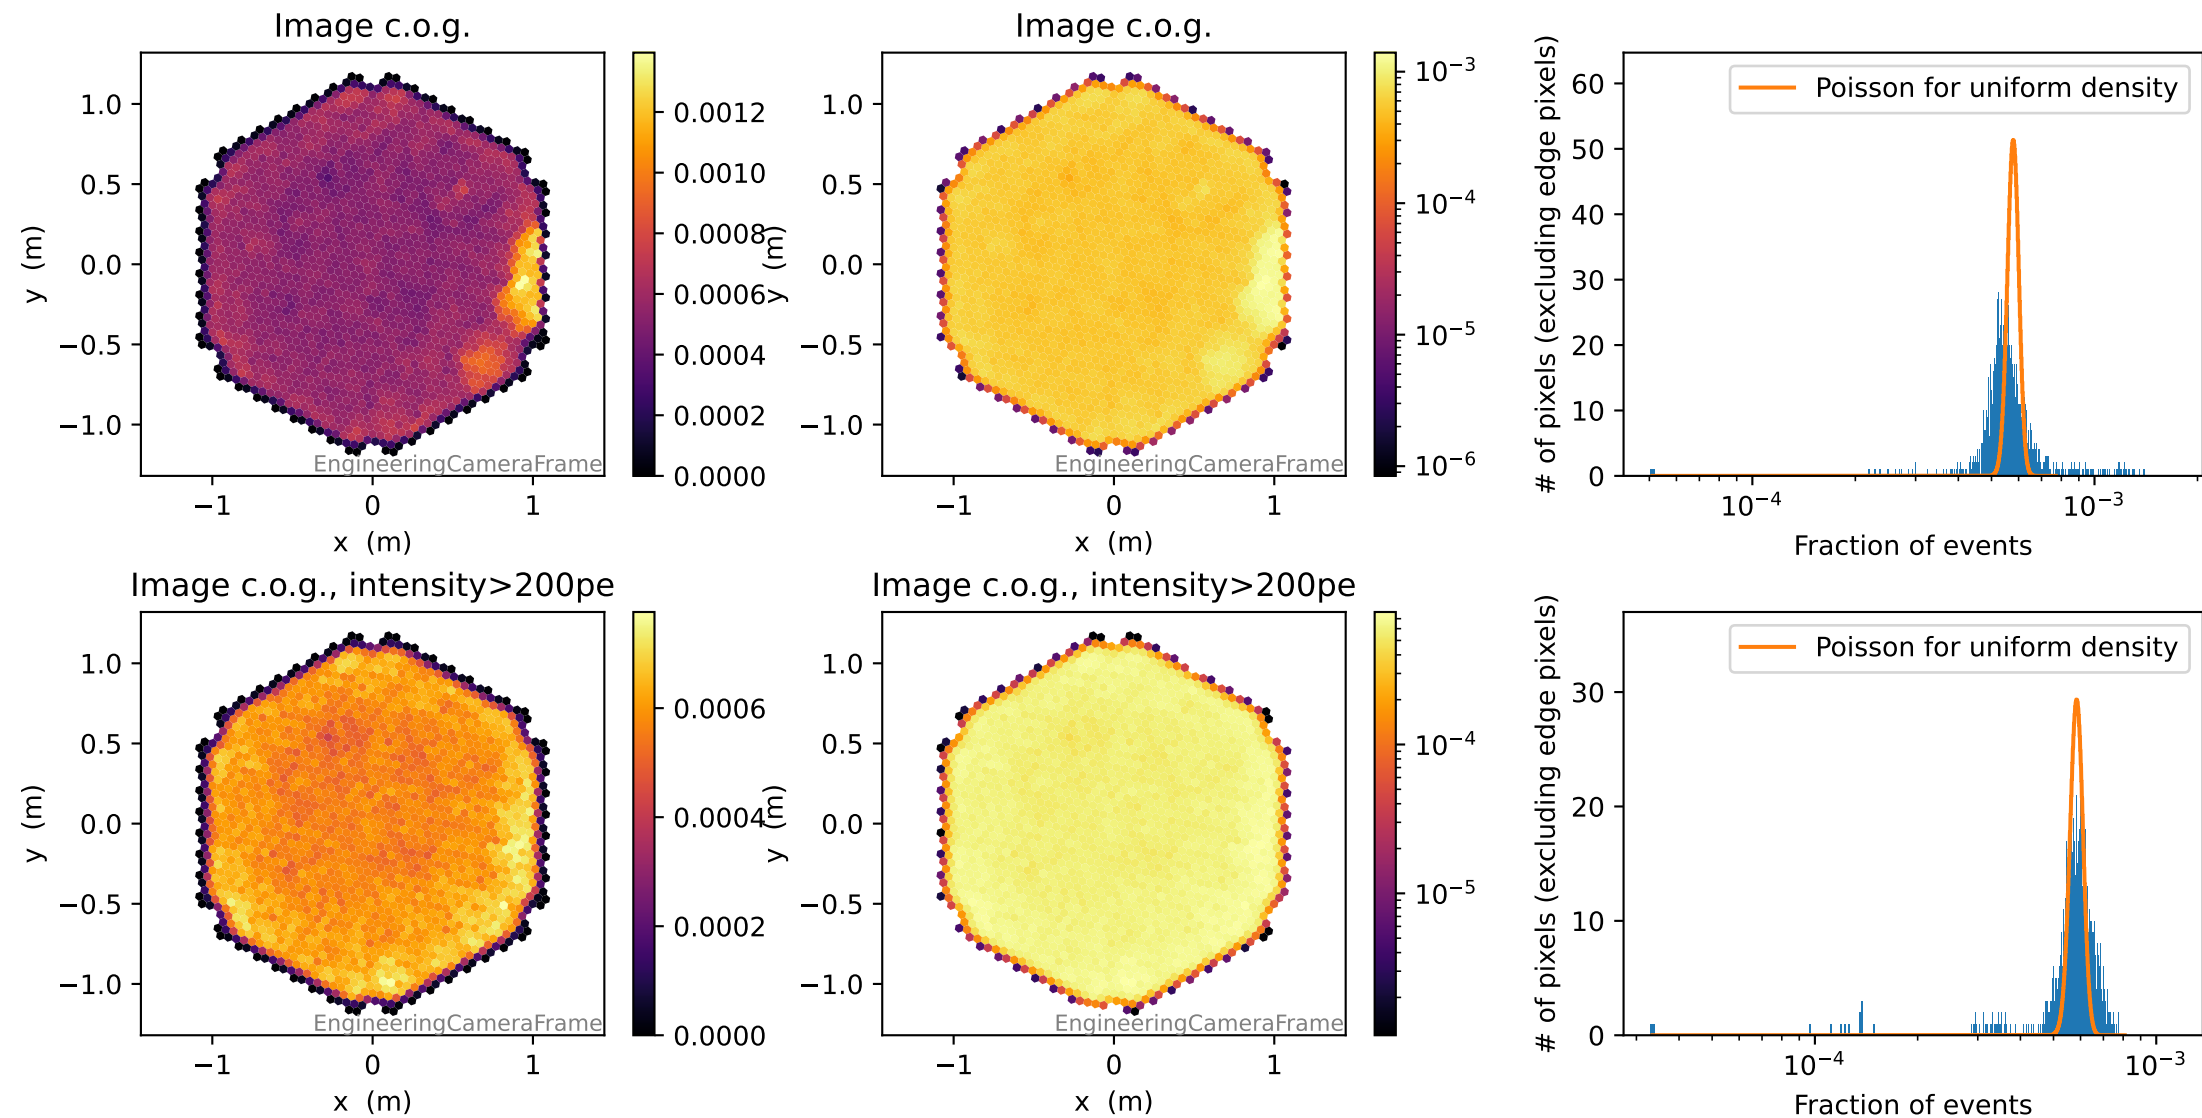 Image c.o.g.
y (m)
1.0
0.5
0.0
−0.5
−1.0
EngineeringCameraFrame
−1 0 1
x (m)
0.0012
0.0010
0.0008
0.0006
0.0004
0.0002
0.0000
Image c.o.g.
y (m)
1.0
0.5
0.0
−0.5
−1.0
EngineeringCameraFrame
−1 0 1
x (m)
10⁻³
10⁻⁴
10⁻⁵
10⁻⁶
# of pixels (excluding edge pixels)
60
50
40
30
20
10
0
Poisson for uniform density
10⁻⁴ 10⁻³
Fraction of events
Image c.o.g., intensity>200pe
y (m)
1.0
0.5
0.0
−0.5
−1.0
EngineeringCameraFrame
−1 0 1
x (m)
0.0006
0.0004
0.0002
0.0000
Image c.o.g., intensity>200pe
y (m)
1.0
0.5
0.0
−0.5
−1.0
EngineeringCameraFrame
−1 0 1
x (m)
10⁻⁴
10⁻⁵
# of pixels (excluding edge pixels)
30
20
10
0
Poisson for uniform density
10⁻⁴ 10⁻³
Fraction of events